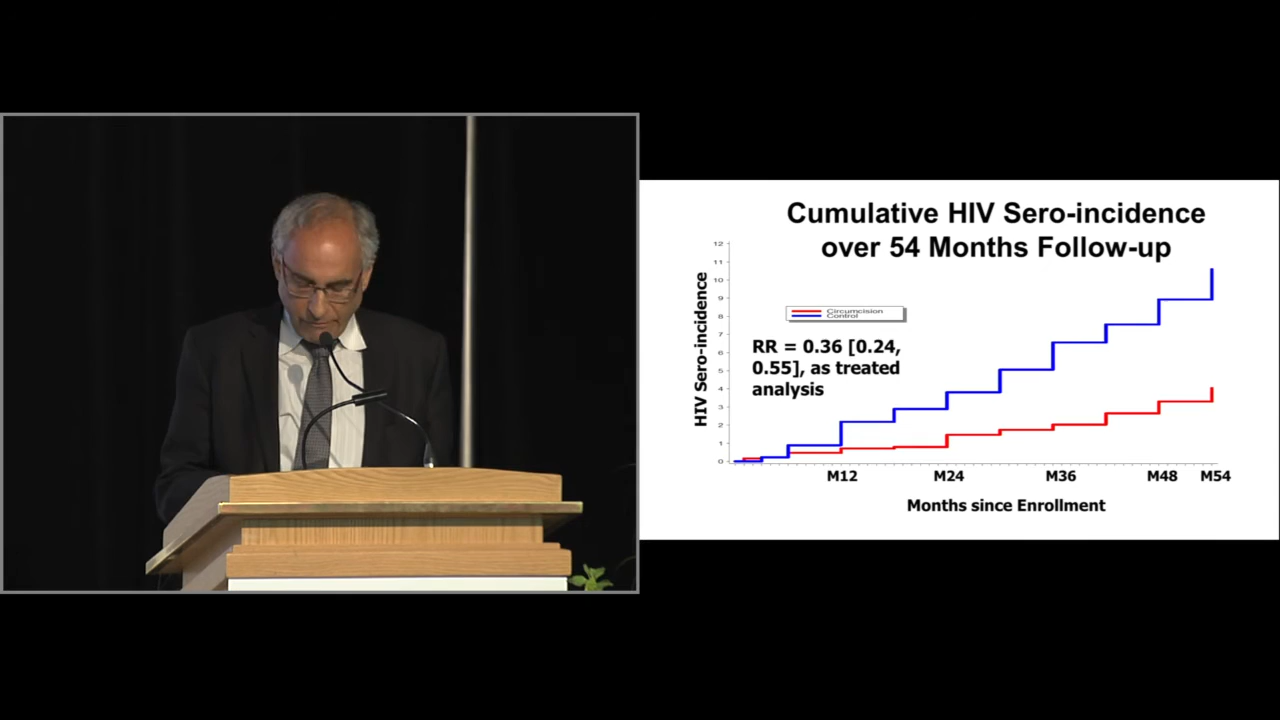 Cumulative HIV Sero-incidence
over 54 Months Follow-up
HIV Sero-incidence
12
11
10
9
8
7
6
5
4
3
2
1
0
Circumcision
Control
RR = 0.36 [0.24,
0.55], as treated
analysis
M12 M24 M36 M48 M54
Months since Enrollment